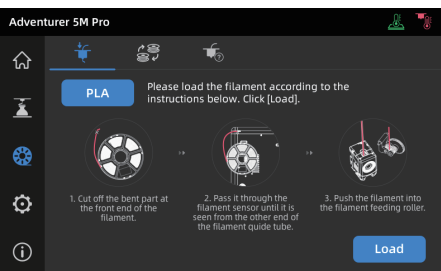 Adventurer 5M Pro
PLA
Please load the filament according to the
instructions below. Click [Load].
1. Cut off the bent part at
the front end of the
filament.
2. Pass it through the
filament sensor until it is
seen from the other end of
the filament guide tube.
3. Push the filament into
the filament feeding roller.
Load